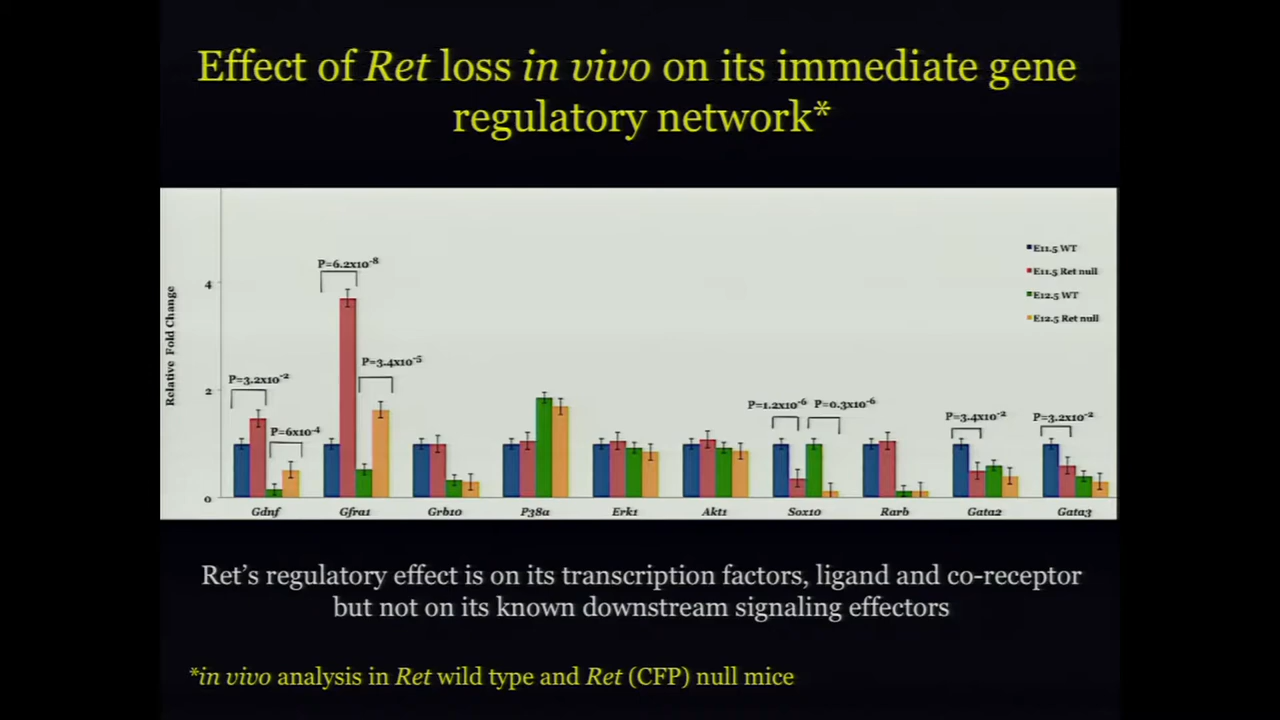 Effect of Ret loss in vivo on its immediate gene
regulatory network*
Relative Fold Change
4
2
0
P=3.2x10-2
P=6x10-4
P=6.2x10-8
P=3.4x10-5
P=1.2x10-6
P=0.3x10-6
P=3.4x10-2
P=3.2x10-2
E11.5 WT
E11.5 Ret null
E12.5 WT
E12.5 Ret null
Gdnf
Gfra1
Grb10
P38a
Erk1
Akt1
Sox10
Rarb
Gata2
Gata3
Ret's regulatory effect is on its transcription factors, ligand and co-receptor
but not on its known downstream signaling effectors
*in vivo analysis in Ret wild type and Ret (CFP) null mice